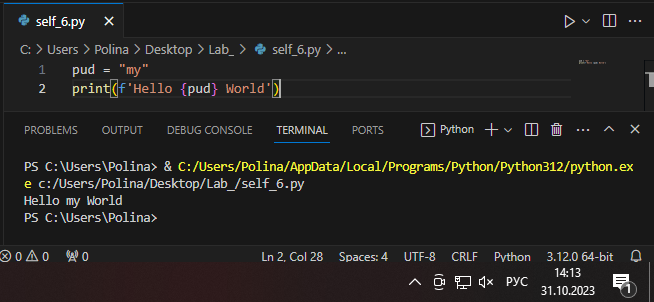 self_6.py
C: > Users > Polina > Desktop > Lab_ > self_6.py > ...
1 pud = "my"
2 print(f'Hello {pud} World')
PROBLEMS OUTPUT DEBUG CONSOLE TERMINAL PORTS Python
PS C:\Users\Polina> & C:/Users/Polina/AppData/Local/Programs/Python/Python312/python.ex
e c:/Users/Polina/Desktop/Lab_/self_6.py
Hello my World
PS C:\Users\Polina>
0 0 0 Ln 2, Col 28 Spaces: 4 UTF-8 CRLF Python 3.12.0 64-bit
РУС 14:13
31.10.2023 1